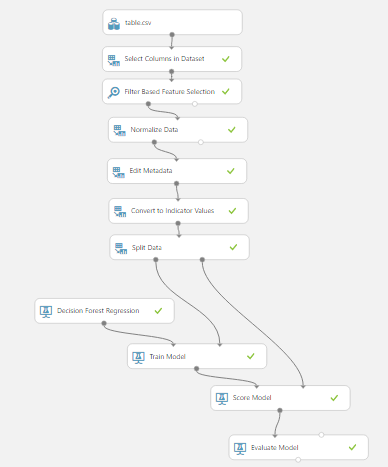 table.csv
Select Columns in Dataset
Filter Based Feature Selection
Normalize Data
Edit Metadata
Convert to Indicator Values
Split Data
Decision Forest Regression
Train Model
Score Model
Evaluate Model